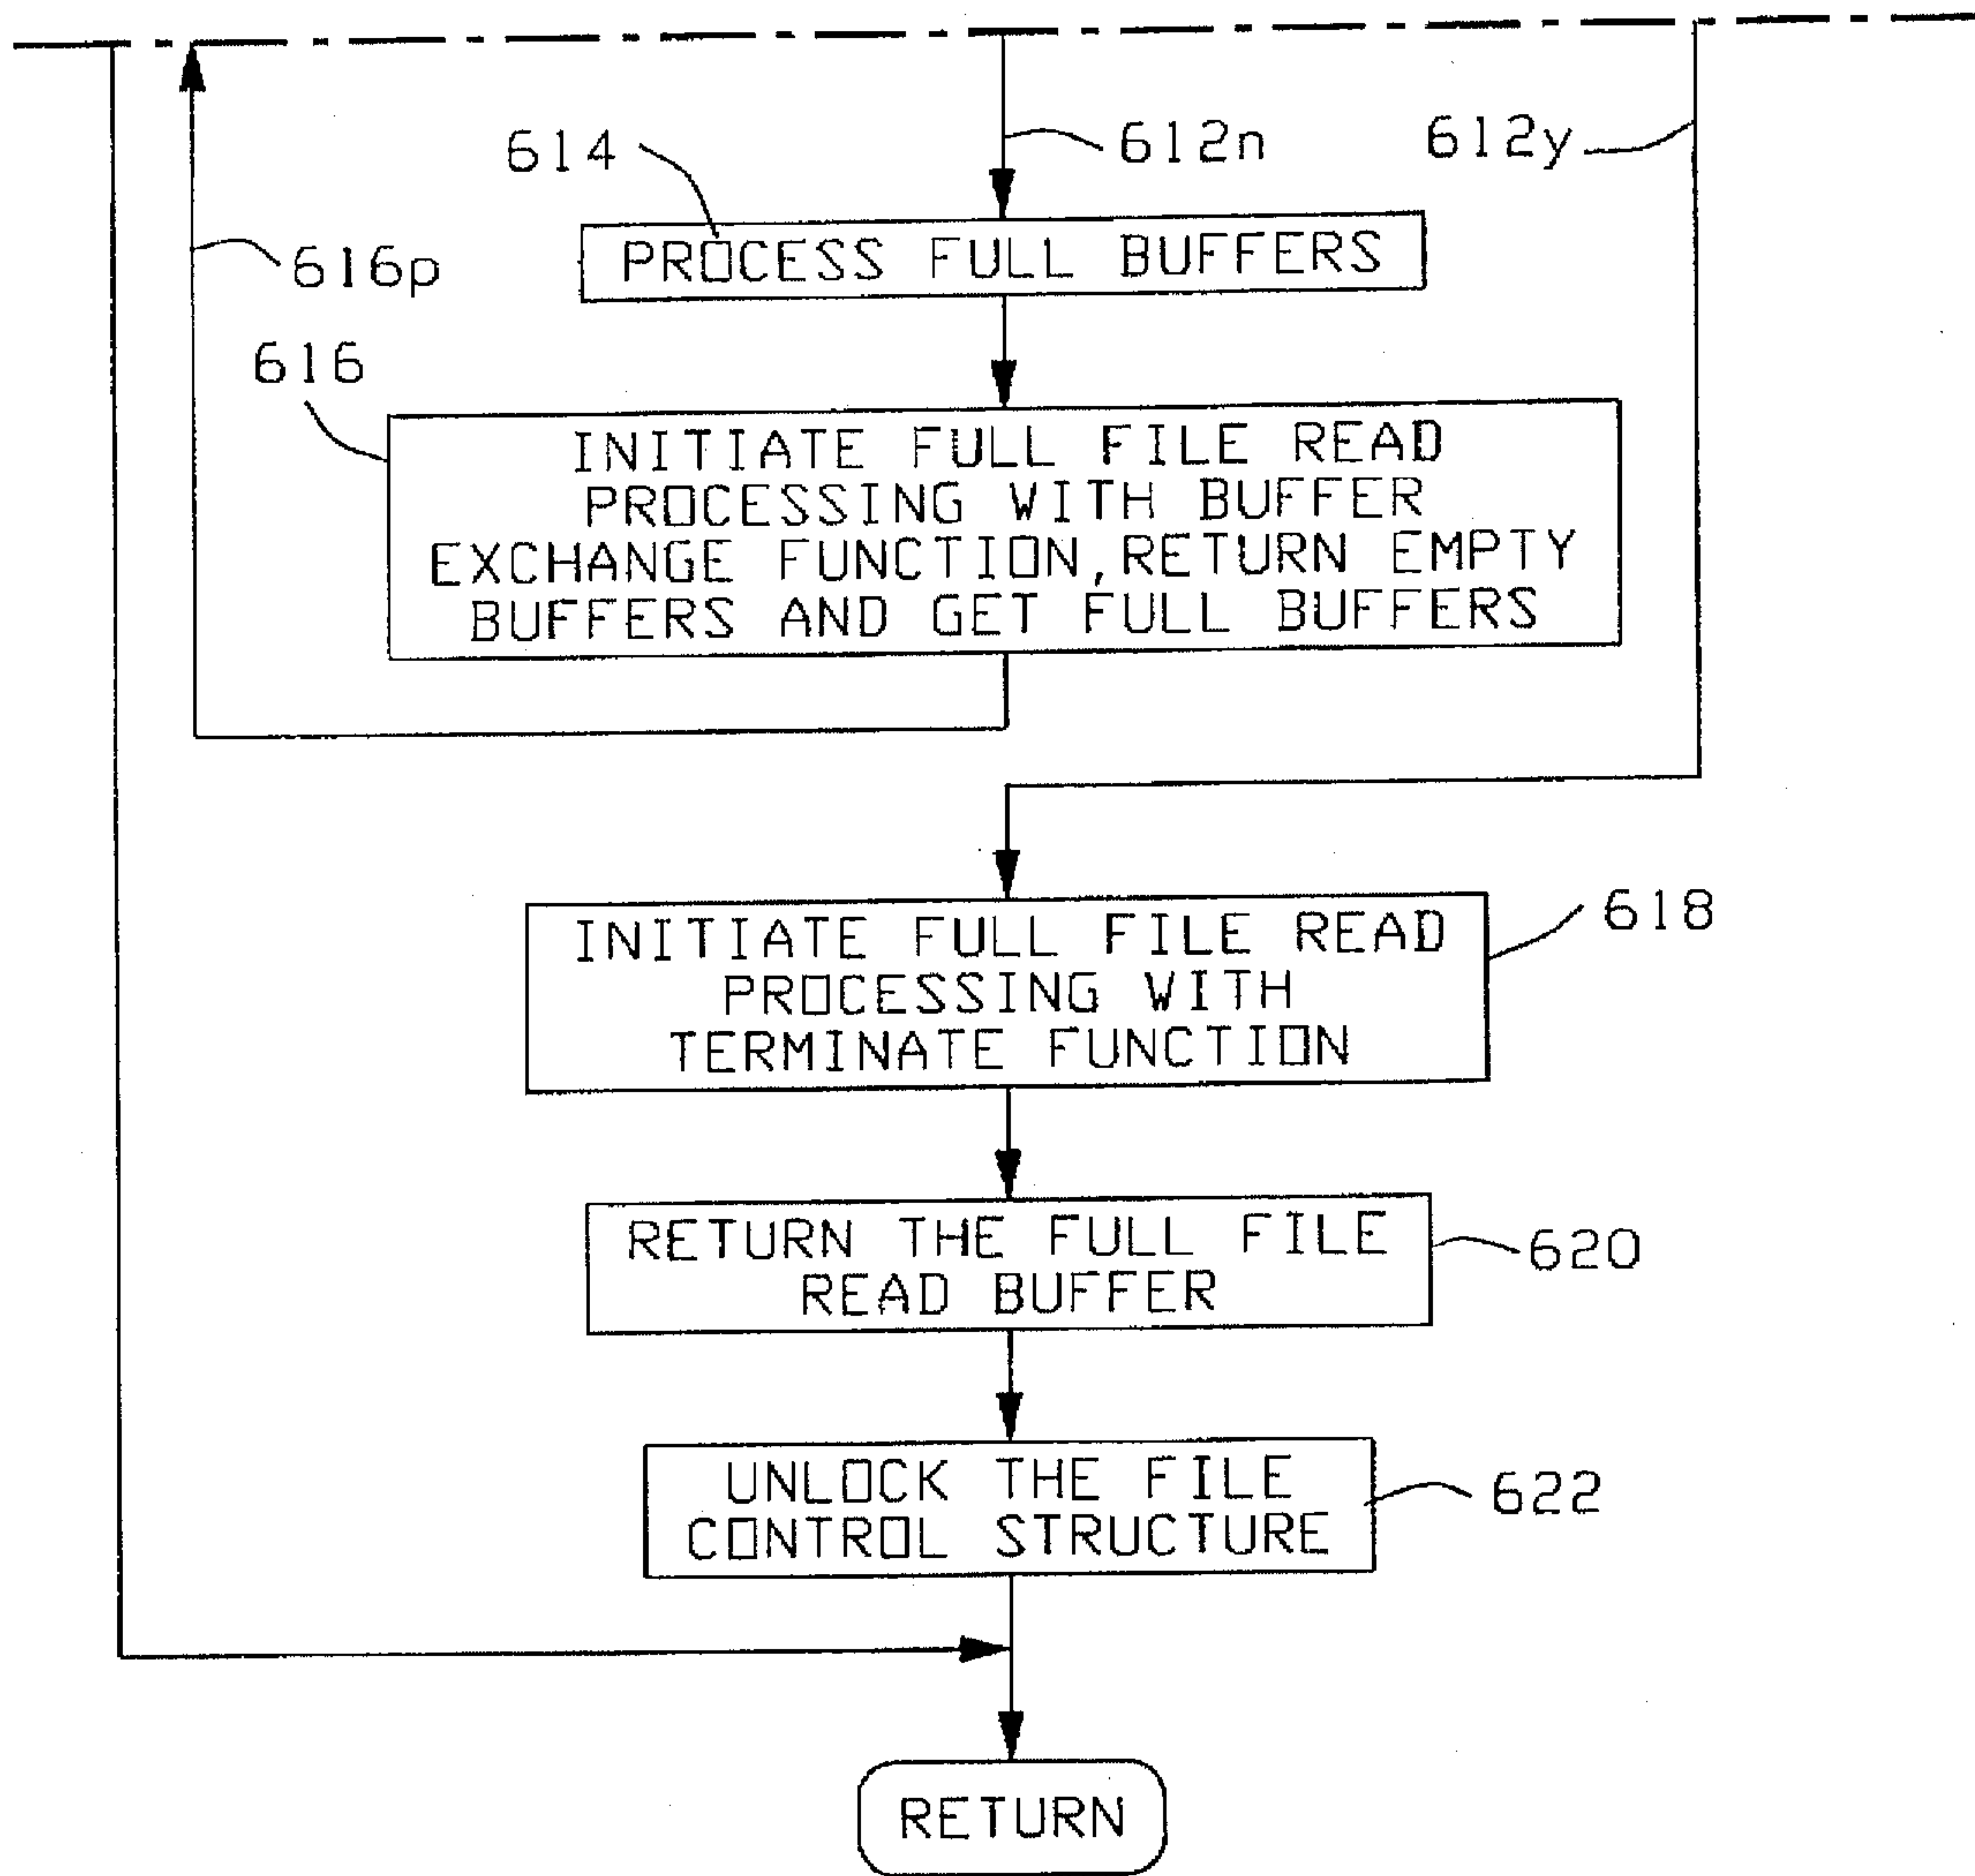 612n
612y
614
PROCESS FULL BUFFERS
616p
616
INITIATE FULL FILE READ
PROCESSING WITH BUFFER
EXCHANGE FUNCTION, RETURN EMPTY
BUFFERS AND GET FULL BUFFERS
INITIATE FULL FILE READ
PROCESSING WITH
TERMINATE FUNCTION
618
RETURN THE FULL FILE
READ BUFFER
620
UNLOCK THE FILE
CONTROL STRUCTURE
622
RETURN